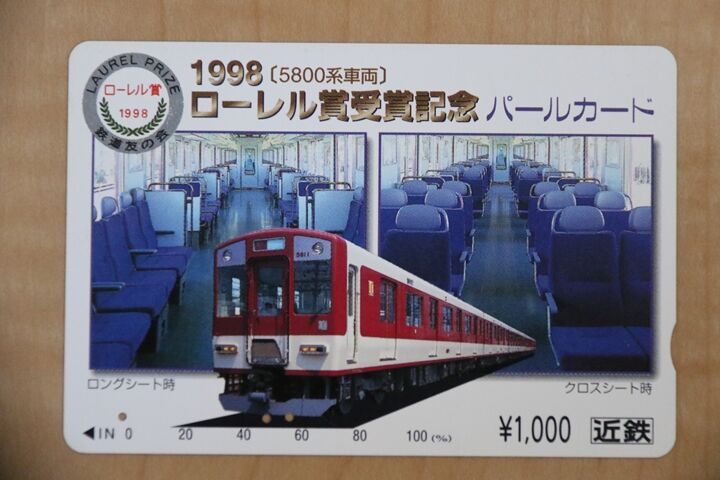 LAUREL PRIZE
ローレル賞
1998
鉄道友の会
1998〔5800系車両〕
ローレル賞受賞記念 パールカード
5811
ロングシート時
クロスシート時
◀IN 0 20 40 60 80 100 (%)
¥1,000 近鉄